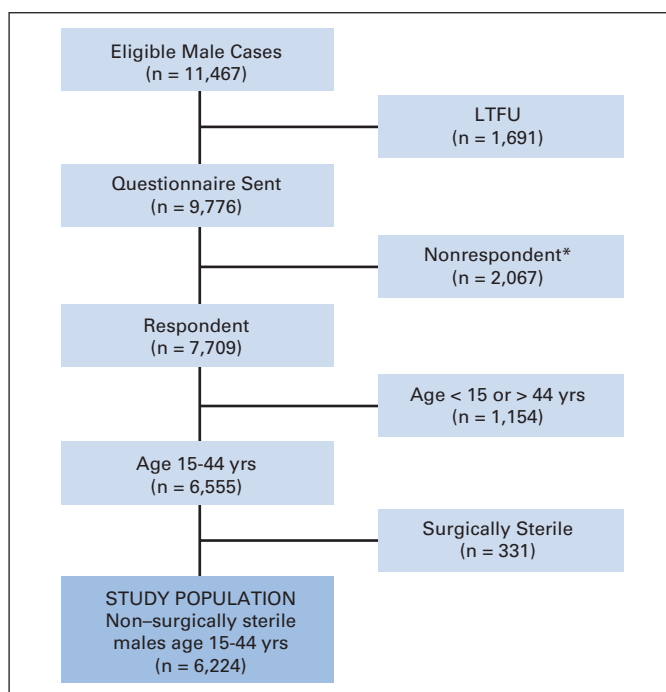 Eligible Male Cases
(n = 11,467)
LTFU
(n = 1,691)
Questionnaire Sent
(n = 9,776)
Nonrespondent*
(n = 2,067)
Respondent
(n = 7,709)
Age < 15 or > 44 yrs
(n = 1,154)
Age 15-44 yrs
(n = 6,555)
Surgically Sterile
(n = 331)
STUDY POPULATION
Non–surgically sterile
males age 15-44 yrs
(n = 6,224)